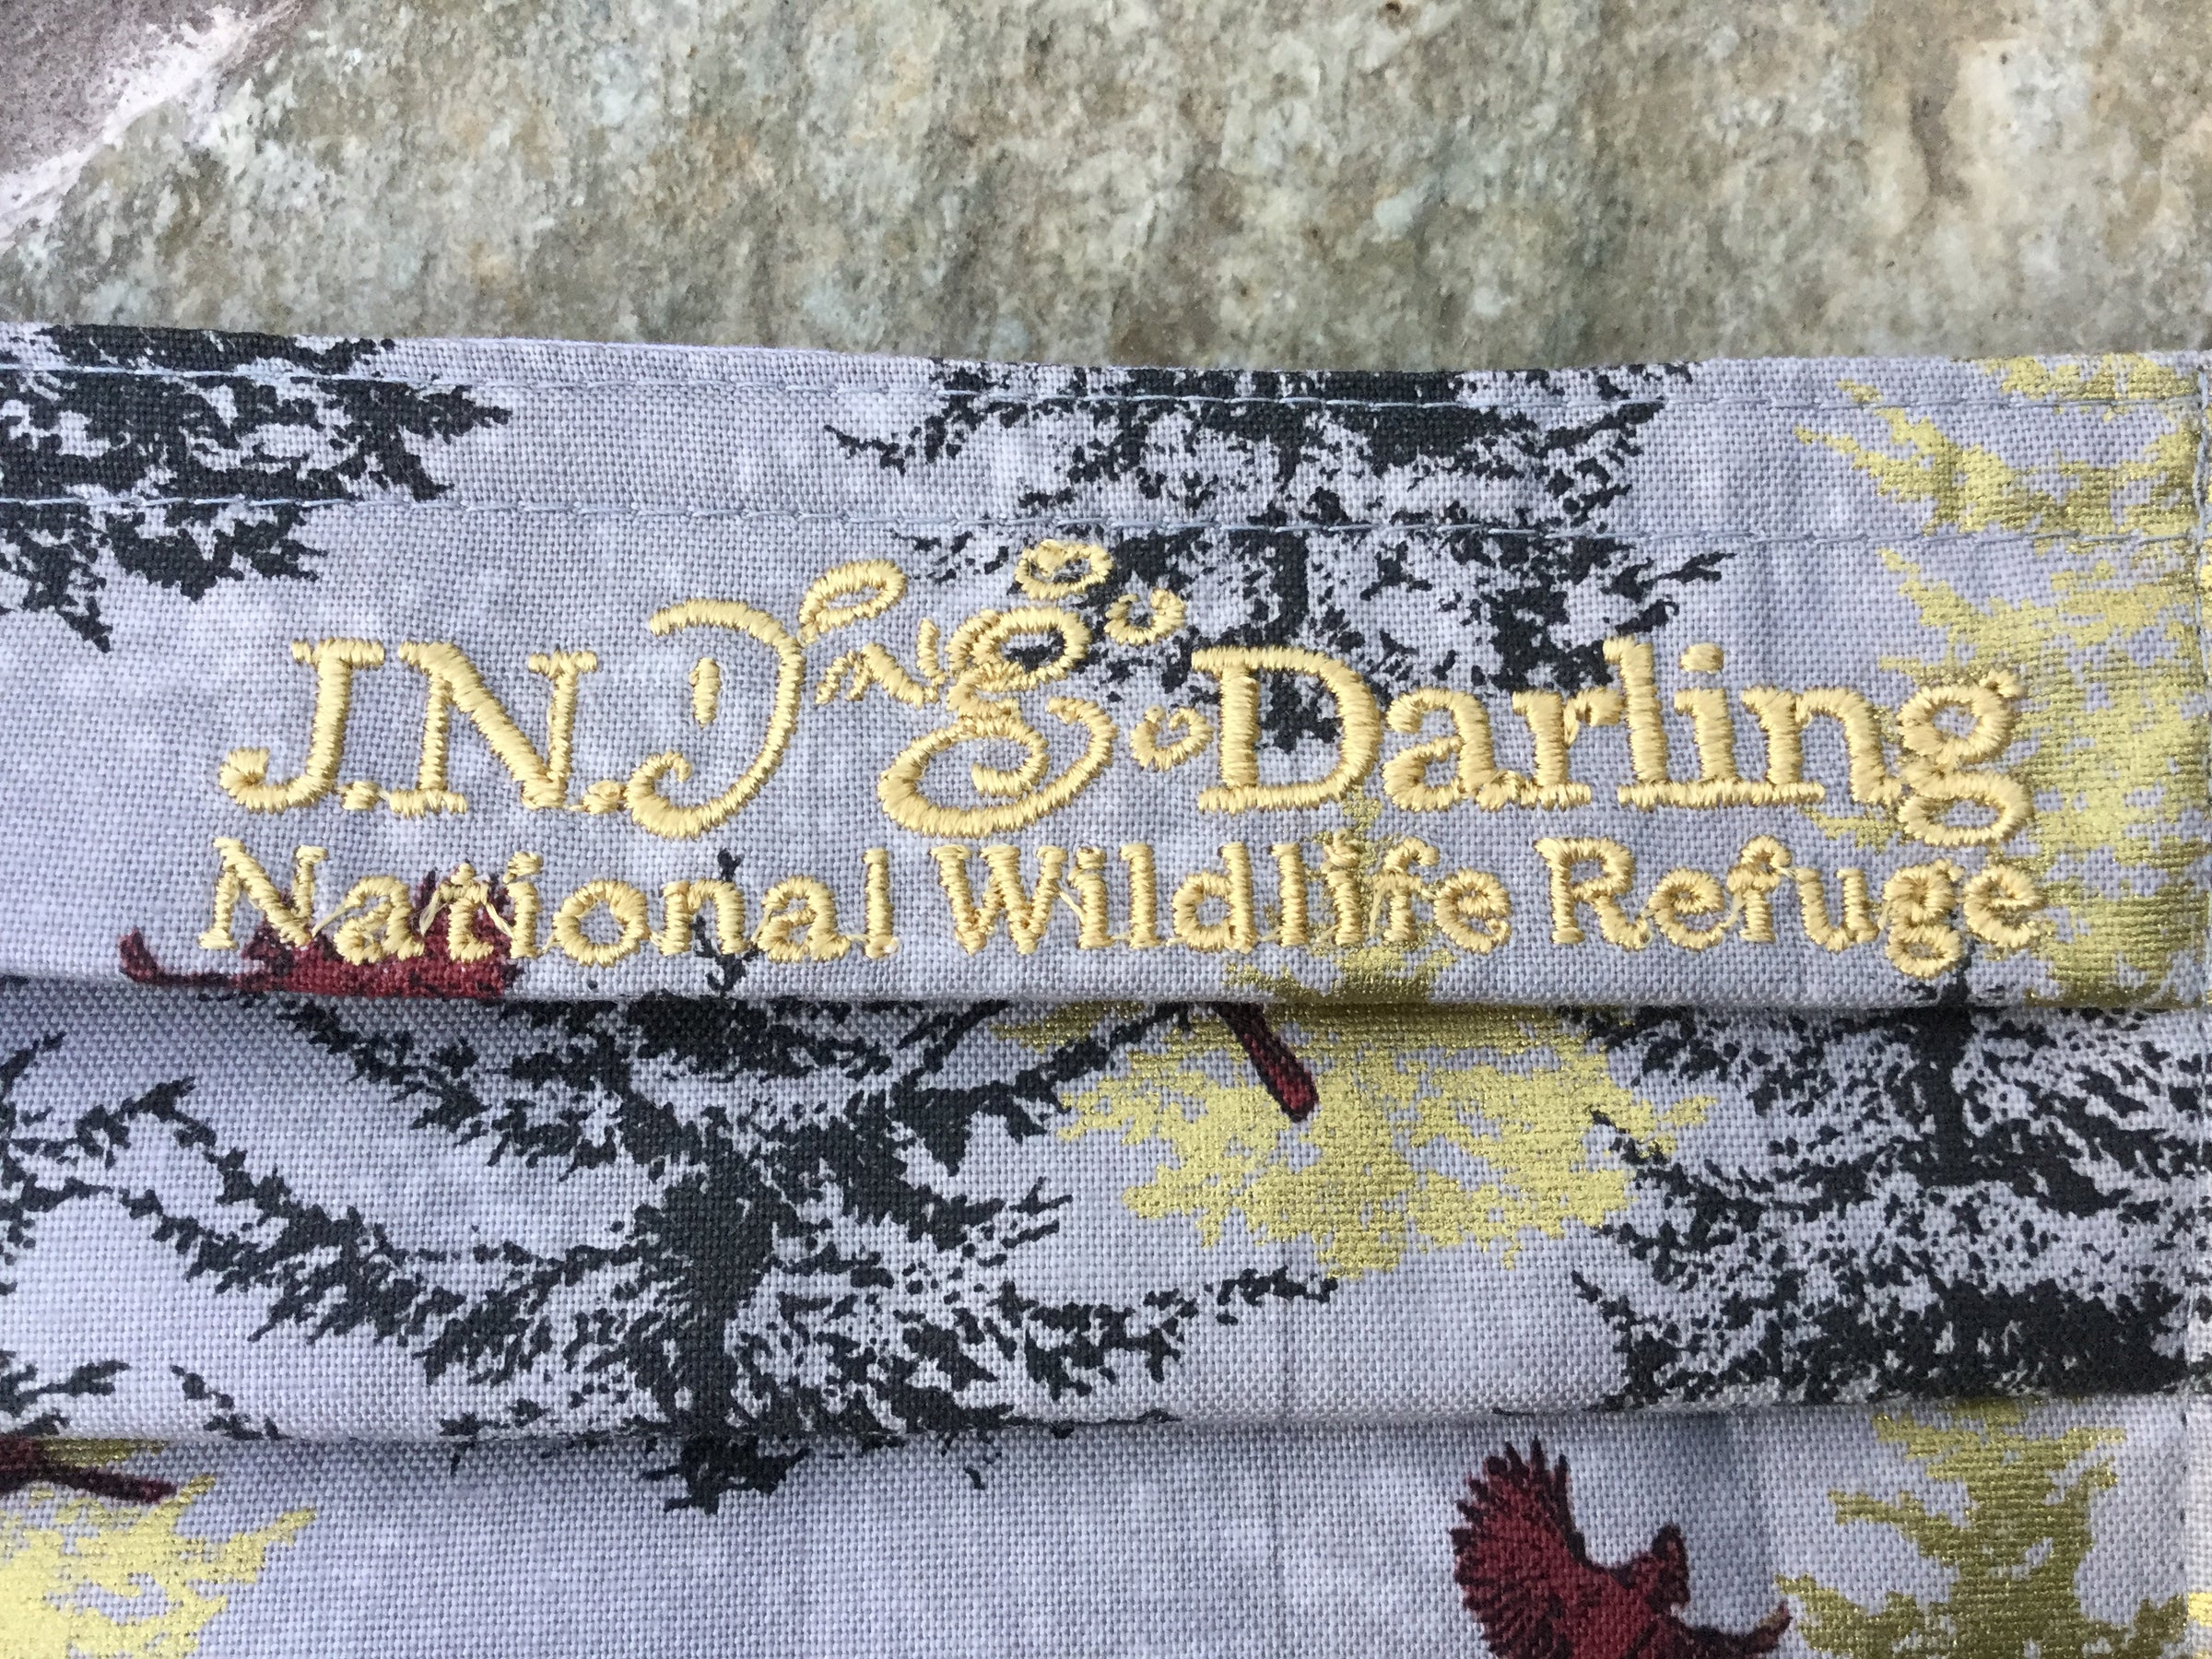 J.N. "Ding" Darling
National Wildlife Refuge